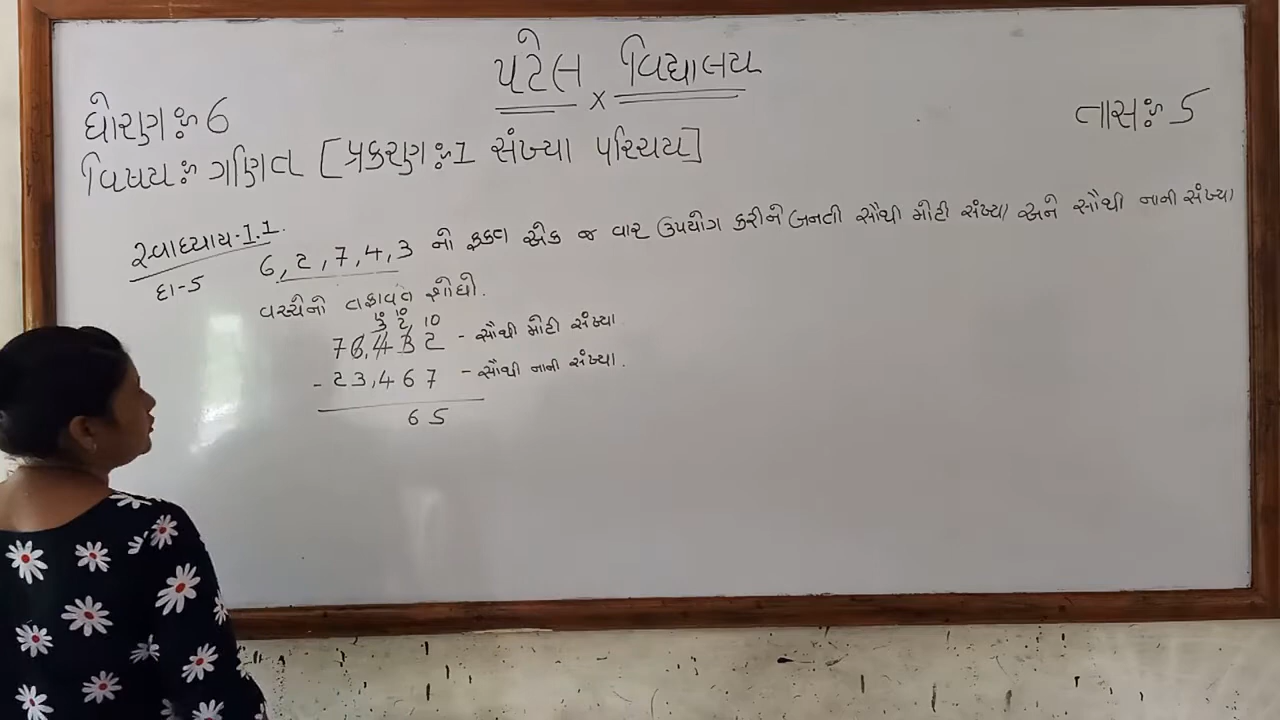 પટેલ વિદ્યાલય
x
ધોરણ:- 6
તાસ:- 5
વિષય:- ગણિત [પ્રકરણ:-1 સંખ્યા પરિચય]
સ્વાધ્યાય-1.1.
દા-5
6, 2, 7, 4, 3 નો ફક્ત એક જ વાર ઉપયોગ કરીને બનતી સૌથી મોટી સંખ્યા અને સૌથી નાની સંખ્યા
વચ્ચેનો તફાવત શોધો.
10
76,432 - સૌથી મોટી સંખ્યા
- 23,467 - સૌથી નાની સંખ્યા.
65